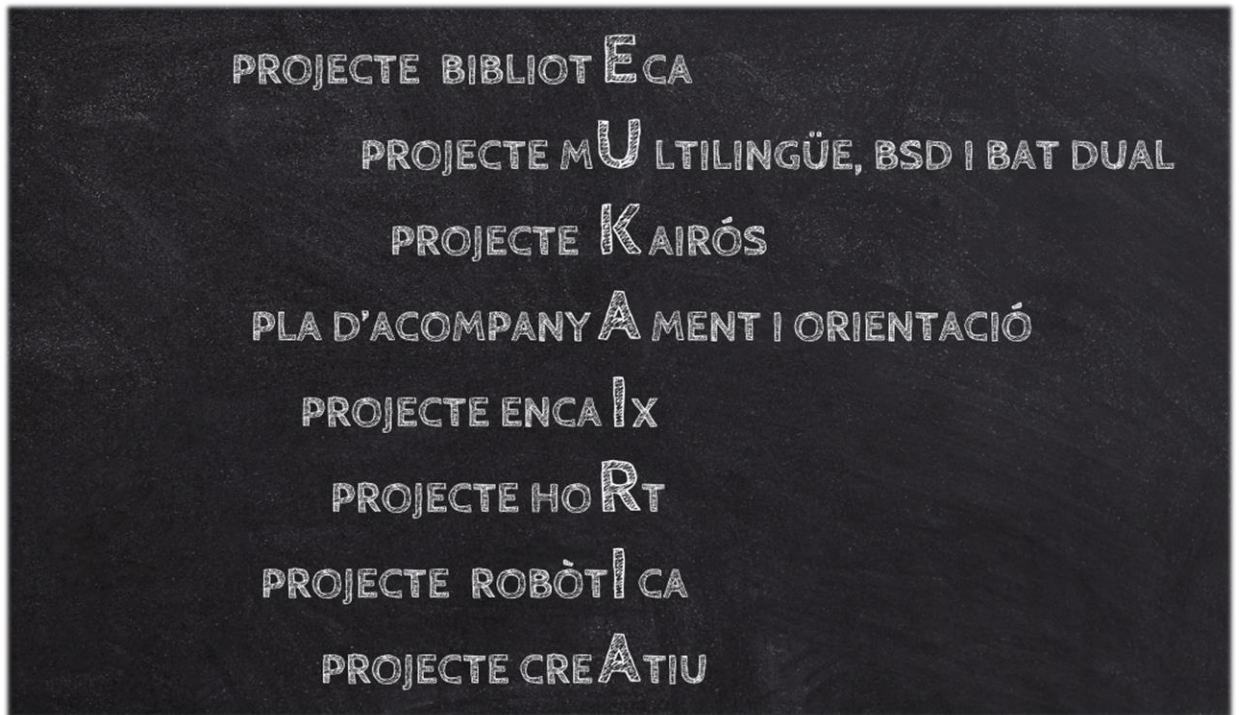 PROJECTE BIBLIOTECA
PROJECTE MULTILINGÜE, BSD I BAT DUAL
PROJECTE KAIRÓS
PLA D'ACOMPANYAMENT I ORIENTACIÓ
PROJECTE ENCAIX
PROJECTE HORT
PROJECTE ROBÒTICA
PROJECTE CREATIU